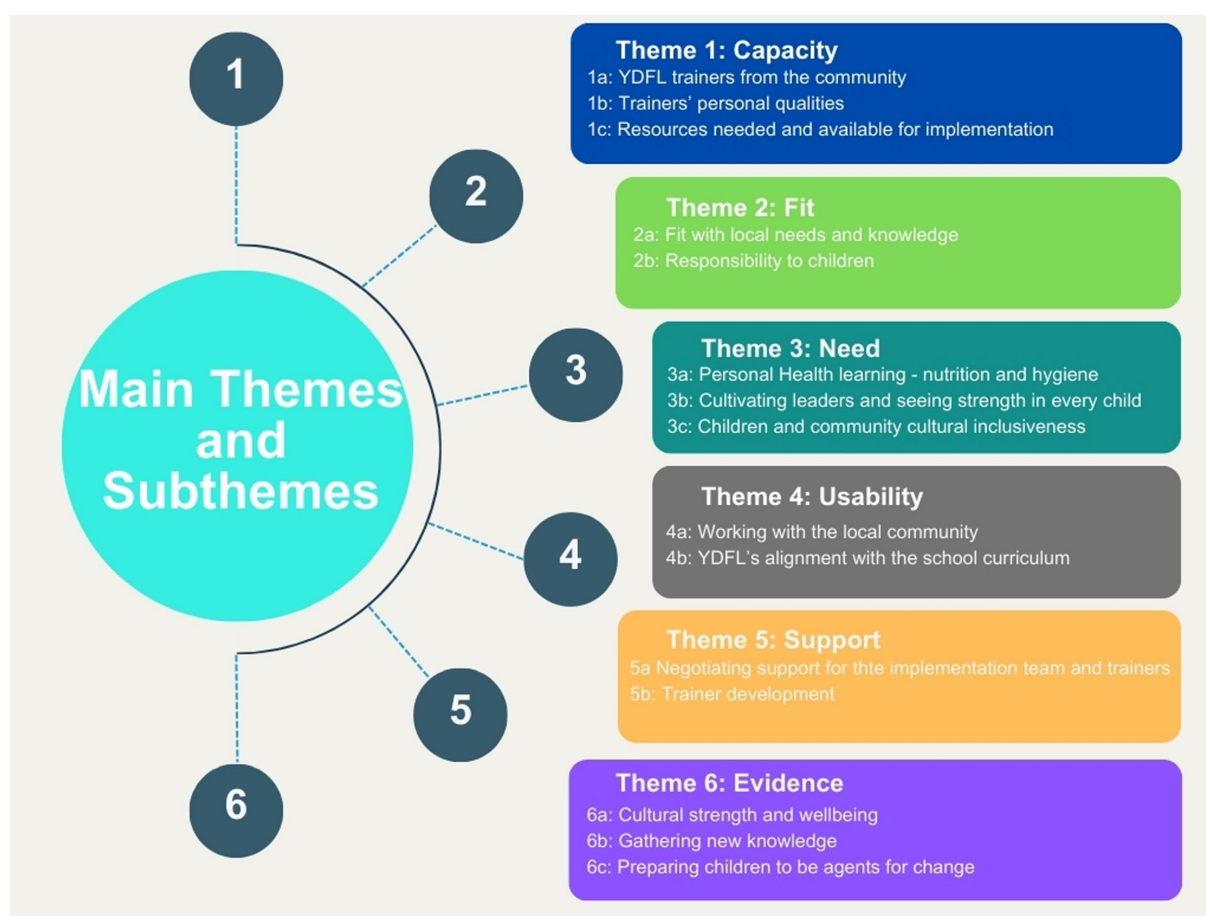 1
Theme 1: Capacity
1a: YDFL trainers from the community
1b: Trainers’ personal qualities
1c: Resources needed and available for implementation
2
Theme 2: Fit
2a: Fit with local needs and knowledge
2b: Responsibility to children
3
Theme 3: Need
3a: Personal Health learning - nutrition and hygiene
3b: Cultivating leaders and seeing strength in every child
3c: Children and community cultural inclusiveness
Main Themes
and
Subthemes
4
Theme 4: Usability
4a: Working with the local community
4b: YDFL’s alignment with the school curriculum
5
Theme 5: Support
5a Negotiating support for thte implementation team and trainers
5b: Trainer development
6
Theme 6: Evidence
6a: Cultural strength and wellbeing
6b: Gathering new knowledge
6c: Preparing children to be agents for change